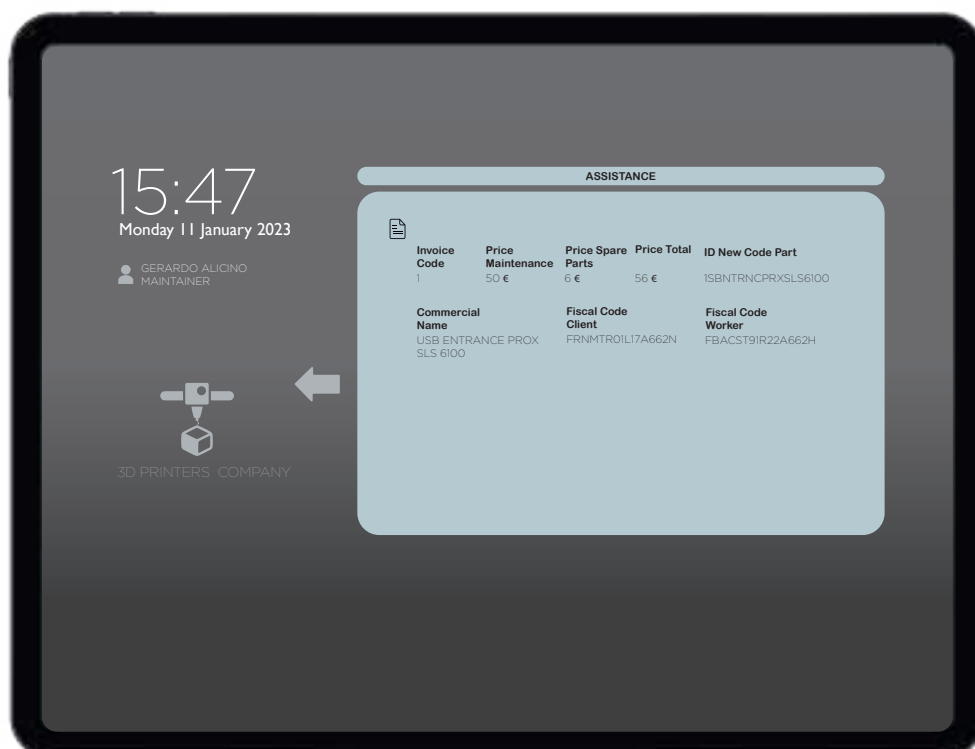 15:47
Monday 11 January 2023
GERARDO ALICINO
MAINTAINER
3D PRINTERS COMPANY
ASSISTANCE
Invoice Code
1
Price Maintenance
50 €
Price Spare Parts
6 €
Price Total
56 €
ID New Code Part
1SBNTRNCPRXSLS6100
Commercial Name
USB ENTRANCE PROX
SLS 6100
Fiscal Code Client
FRNMTR01L17A662N
Fiscal Code Worker
FBACST91R22A662H